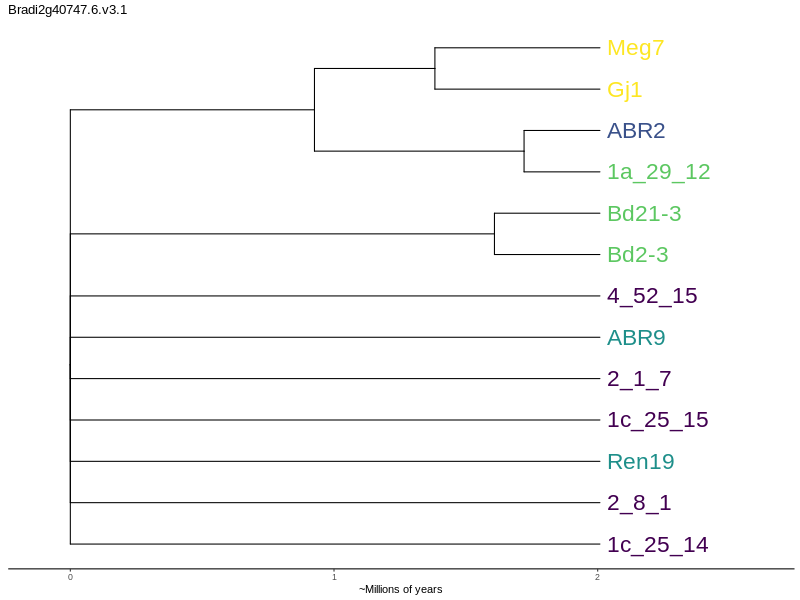 Bradi2g40747.6.v3.1
Meg7
Gj1
ABR2
1a_29_12
Bd21-3
Bd2-3
4_52_15
ABR9
2_1_7
1c_25_15
Ren19
2_8_1
1c_25_14
0 1 2
~Millions of years